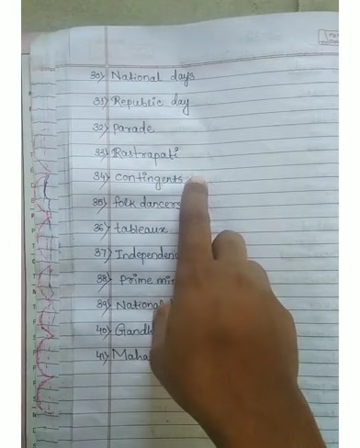 30) National days
31) Republic day
32) Parade
33) Rastrapati
34) contingents
35) folk dancers
36) tableaux
37) Independen
38) Prime min
39) National
40) Gandh
41) Maha